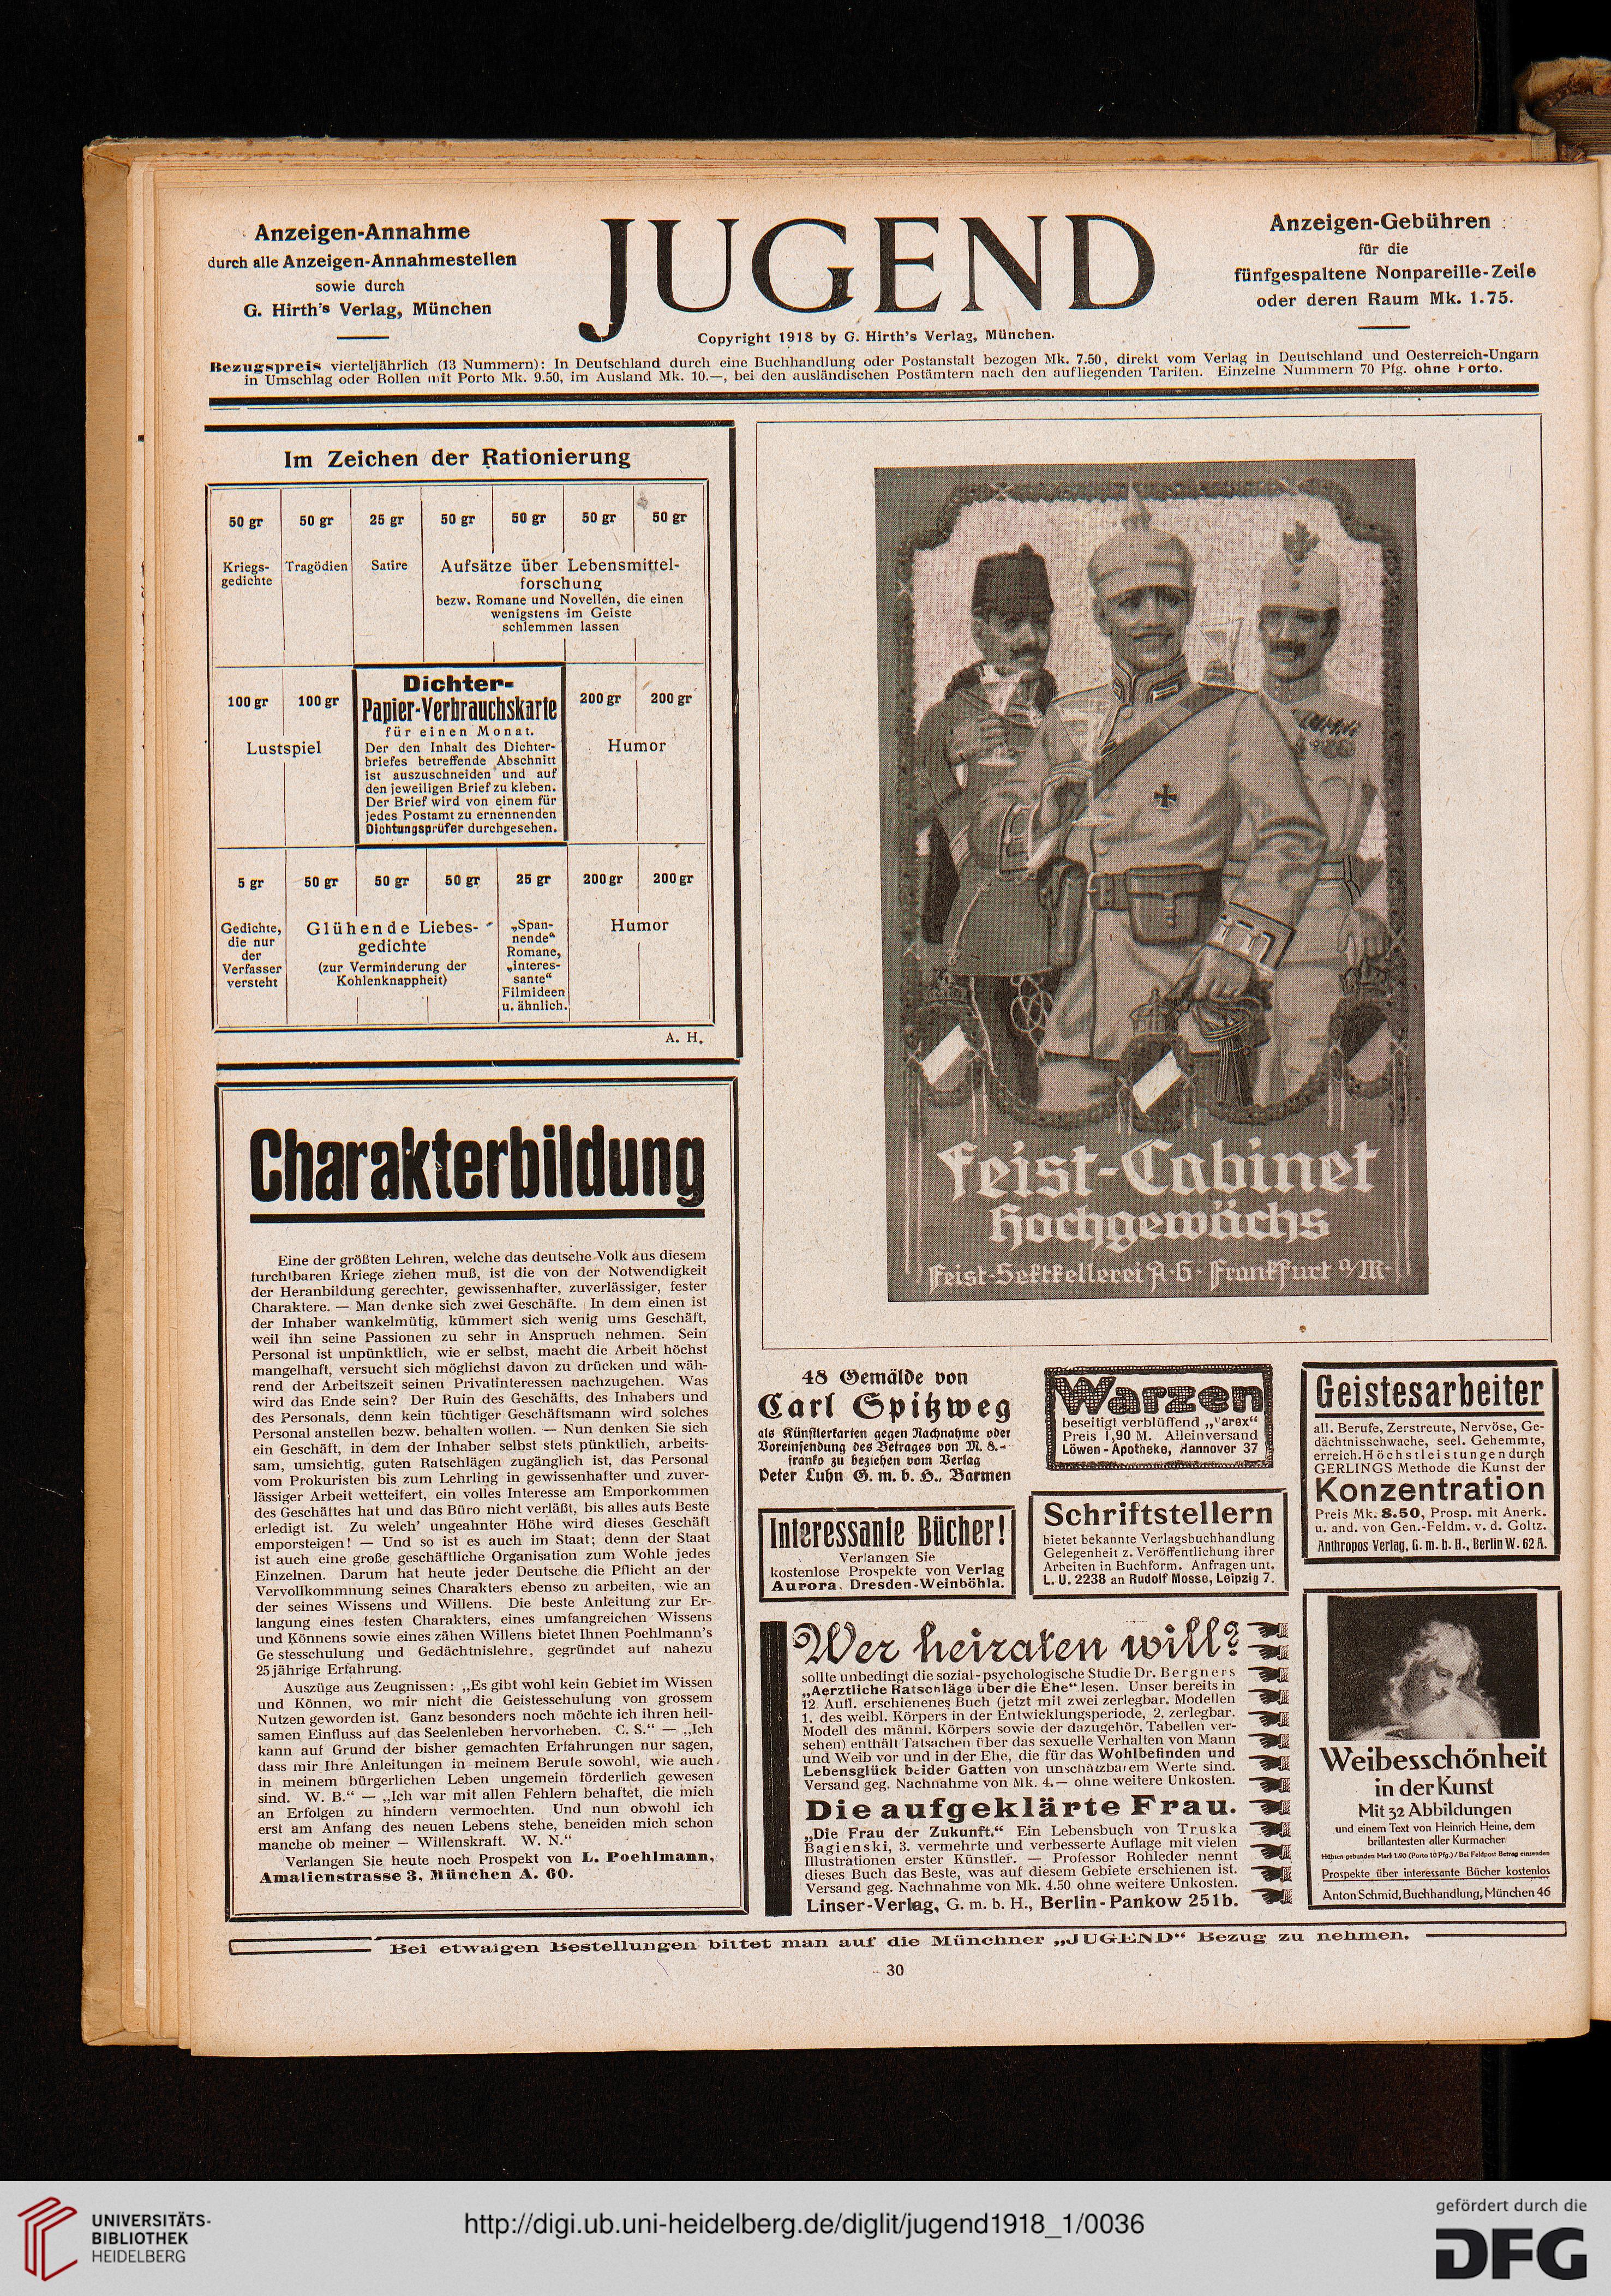 Anzeigen-Annahme
durch alle Anzeigen-Annahmestellen
sowie durch
G. Hirth's Verlag, München
JUGEND
Copyright 1918 by G. Hirth's Verlag, München.
Anzeigen-Gebühren
für die
fünfgespaltene Nonpareille-Zeile
oder deren Raum Mk. 1.75.
Bezugspreis vierteljährlich (13 Nummern): In Deutschland durch eine Buchhandlung oder Postanstalt bezogen Mk. 7.50, direkt vom Verlag in Deutschland und Oesterreich-Ungarn
in Umschlag oder Rollen mit Porto Mk. 9.50, im Ausland Mk. 10.—, bei den ausländischen Postämtern nach den aufliegenden Tarifen. Einzelne Nummern 70 Pfg. ohne Porto.
Im Zeichen der Rationierung
50 gr 50 gr 25 gr 50 gr 50 gr 50 gr 50 gr
Kriegs-
gedichte
Tragödien
Satire
Aufsätze über Lebensmittel-
forschung
bezw. Romane und Novellen, die einen
wenigstens im Geiste
schlemmen lassen
100 gr 100 gr
Lustspiel
Dichter-
Papier-Verbrauchskarte
für einen Monat.
Der den Inhalt des Dichter-
briefes betreffende Abschnitt
ist auszuschneiden und auf
den jeweiligen Brief zu kleben.
Der Brief wird von einem für
jedes Postamt zu ernennenden
Dichtungsprüfer durchgesehen.
200 gr 200 gr
Humor
5 gr 50 gr 50 gr 50 gr 25 gr 200 gr 200 gr
Gedichte,
die nur
der
Verfasser
versteht
Glühende Liebes-
gedichte
(zur Verminderung der
Kohlenknappheit)
„Span-
nende“
Romane,
„interes-
sante“
Filmideen
u. ähnlich.
Humor
A. H.
Charakterbildung
Eine der größten Lehren, welche das deutsche Volk aus diesem
furchtbaren Kriege ziehen muß, ist die von der Notwendigkeit
der Heranbildung gerechter, gewissenhafter, zuverlässiger, fester
Charaktere. — Man denke sich zwei Geschäfte. In dem einen ist
der Inhaber wankelmütig, kümmert sich wenig ums Geschäft,
weil ihn seine Passionen zu sehr in Anspruch nehmen. Sein
Personal ist unpünktlich, wie er selbst, macht die Arbeit höchst
mangelhaft, versucht sich möglichst davon zu drücken und wäh-
rend der Arbeitszeit seinen Privatinteressen nachzugehen. Was
wird das Ende sein? Der Ruin des Geschäfts, des Inhabers und
des Personals, denn kein tüchtiger Geschäftsmann wird solches
Personal anstellen bezw. behalten wollen. — Nun denken Sie sich
ein Geschäft, in dem der Inhaber selbst stets pünktlich, arbeits-
sam, umsichtig, guten Ratschlägen zugänglich ist, das Personal
vom Prokuristen bis zum Lehrling in gewissenhafter und zuver-
lässiger Arbeit wetteifert, ein volles Interesse am Emporkommen
des Geschäftes hat und das Büro nicht verläßt, bis alles aufs Beste
erledigt ist. Zu welch' ungeahnter Höhe wird dieses Geschäft
emporsteigen! — Und so ist es auch im Staat; denn der Staat
ist auch eine große geschäftliche Organisation zum Wohle jedes
Einzelnen. Darum hat heute jeder Deutsche die Pflicht an der
Vervollkommnung seines Charakters ebenso zu arbeiten, wie an
der seines Wissens und Willens. Die beste Anleitung zur Er-
langung eines festen Charakters, eines umfangreichen Wissens
und Könnens sowie eines zähen Willens bietet Ihnen Poehlmann's
Geistesschulung und Gedächtnislehre, gegründet auf nahezu
25jährige Erfahrung.
Auszüge aus Zeugnissen: „Es gibt wohl kein Gebiet im Wissen
und Können, wo mir nicht die Geistesschulung von grossem
Nutzen geworden ist. Ganz besonders noch möchte ich ihren heil-
samen Einfluss auf das Seelenleben hervorheben. C. S.“ — „Ich
kann auf Grund der bisher gemachten Erfahrungen nur sagen,
dass mir Ihre Anleitungen in meinem Berufe sowohl, wie auch
in meinem bürgerlichen Leben ungemein förderlich gewesen
sind. W. B.“ — „Ich war mit allen Fehlern behaftet, die mich
an Erfolgen zu hindern vermochten. Und nun obwohl ich
erst am Anfang des neuen Lebens stehe, beneiden mich schon
manche ob meiner — Willenskraft. W. N.“
Verlangen Sie heute noch Prospekt von L. Poehlmann,
Amalienstrasse 3, München A. 60.
Feist-Cabinet
Hochgewächs
Feist-Sektkellerei A·G· Frankfurt a/M·
48 Gemälde von
Carl Spitzweg
als Künstlerkarten gegen Nachnahme oder
Voreinsendung des Betrages von M. 8.–
franko zu beziehen vom Verlag
Peter Luhn G. m. b. H., Barmen
Warzen
beseitigt verblüffend „Varex“
Preis 1,90 M. Alleinversand
Löwen-Apotheke, Hannover 37
Geistesarbeiter
all. Berufe, Zerstreute, Nervöse, Ge-
dächtnisschwache, seel. Gehemmte,
erreich. Höchstleistungen durch
GERLINGS Methode die Kunst der
Konzentration
Preis Mk. 8.50, Prosp. mit Anerk.
u. and. von Gen.-Feldm. v. d. Goltz.
Anthropos Verlag, G. m. b. H., Berlin W. 62 A.
Interessante Bücher!
Verlangen Sie
kostenlose Prospekte von Verlag
Aurora, Dresden-Weinböhla.
Schriftstellern
bietet bekannte Verlagsbuchhandlung
Gelegenheit z. Veröffentlichung ihrer
Arbeiten in Buchform. Anfragen unt.
L. U. 2238 an Rudolf Mosse, Leipzig 7.
Wer heiraten will?
sollte unbedingt die sozial-psychologische Studie Dr. Bergners
„Aerztliche Ratschläge über die Ehe“ lesen. Unser bereits in
12. Aufl. erschienenes Buch (jetzt mit zwei zerlegbar. Modellen
1. des weibl. Körpers in der Entwicklungsperiode, 2. zerlegbar.
Modell des männl. Körpers sowie der dazugehör. Tabellen ver-
sehen) enthält Tatsachen über das sexuelle Verhalten von Mann
und Weib vor und in der Ehe, die für das Wohlbefinden und
Lebensglück beider Gatten von unschätzbarem Werte sind.
Versand geg. Nachnahme von Mk. 4.— ohne weitere Unkosten.
Die aufgeklärte Frau.
„Die Frau der Zukunft.“ Ein Lebensbuch von Truska
Bagienski, 3. vermehrte und verbesserte Auflage mit vielen
Illustrationen erster Künstler. — Professor Rohleder nennt
dieses Buch das Beste, was auf diesem Gebiete erschienen ist.
Versand geg. Nachnahme von Mk. 4.50 ohne weitere Unkosten.
Linser-Verlag, G. m. b. H., Berlin-Pankow 251b.
Weibesschönheit
in der Kunst
Mit 32 Abbildungen
und einem Text von Heinrich Heine, dem
brillantesten aller Kurmacher
Hübsch gebunden Mark 1.90 (Porto 10 Pfg.) / Bei Feldpost Betrag einsenden
Prospekte über interessante Bücher kostenlos
Anton Schmid, Buchhandlung, München 46
Bei etwaigen Bestellungen bittet man auf die Münchner „JUGEND“ Bezug zu nehmen.
30
UNIVERSITÄTS-
BIBLIOTHEK
HEIDELBERG
http://digi.ub.uni-heidelberg.de/diglit/jugend1918_1/0036
gefördert durch die
DFG